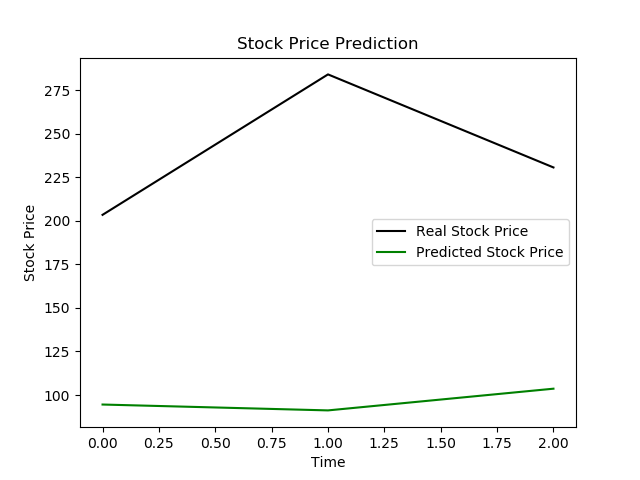 Stock Price Prediction
275
250
225
200
175
150
125
100
Stock Price
Real Stock Price
Predicted Stock Price
0.00 0.25 0.50 0.75 1.00 1.25 1.50 1.75 2.00
Time